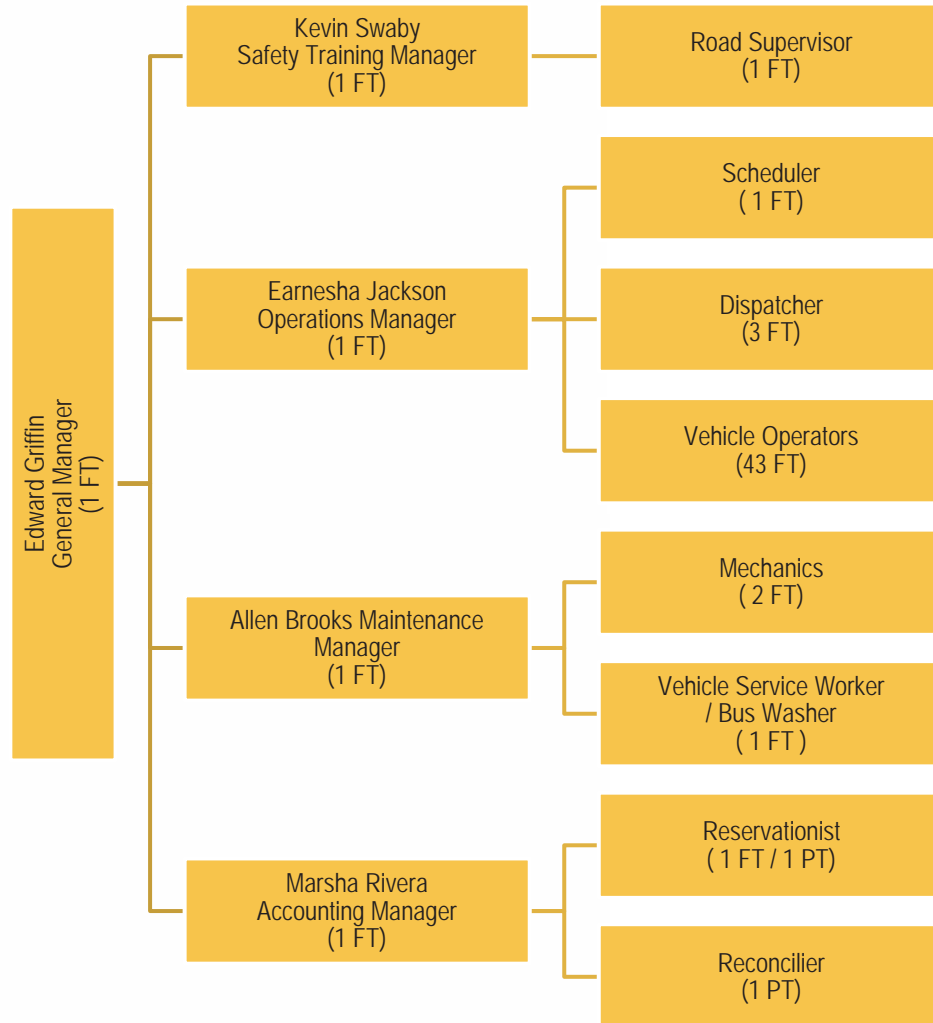 Edward Griffin
General Manager
(1 FT)
Kevin Swaby
Safety Training Manager
(1 FT)
Road Supervisor
(1 FT)
Earnesha Jackson
Operations Manager
(1 FT)
Scheduler
( 1 FT)
Dispatcher
(3 FT)
Vehicle Operators
(43 FT)
Allen Brooks Maintenance
Manager
(1 FT)
Mechanics
( 2 FT)
Vehicle Service Worker
/ Bus Washer
( 1 FT )
Marsha Rivera
Accounting Manager
(1 FT)
Reservationist
( 1 FT / 1 PT)
Reconcilier
(1 PT)